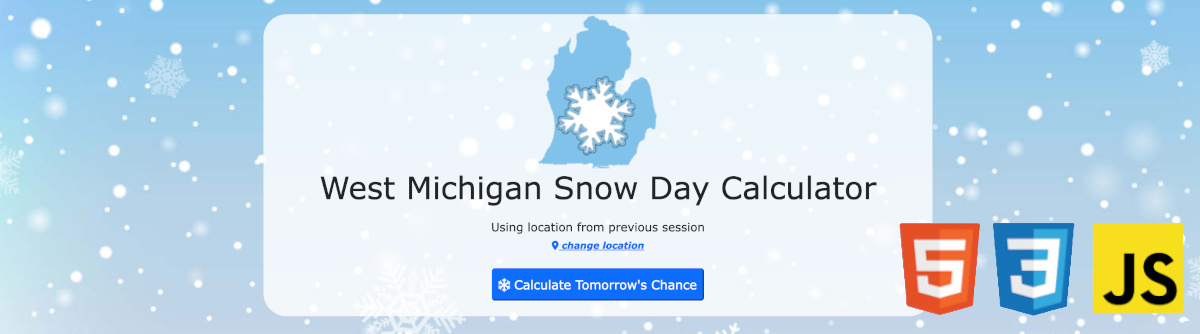 West Michigan Snow Day Calculator
Using location from previous session
change location
Calculate Tomorrow's Chance
5 3 JS